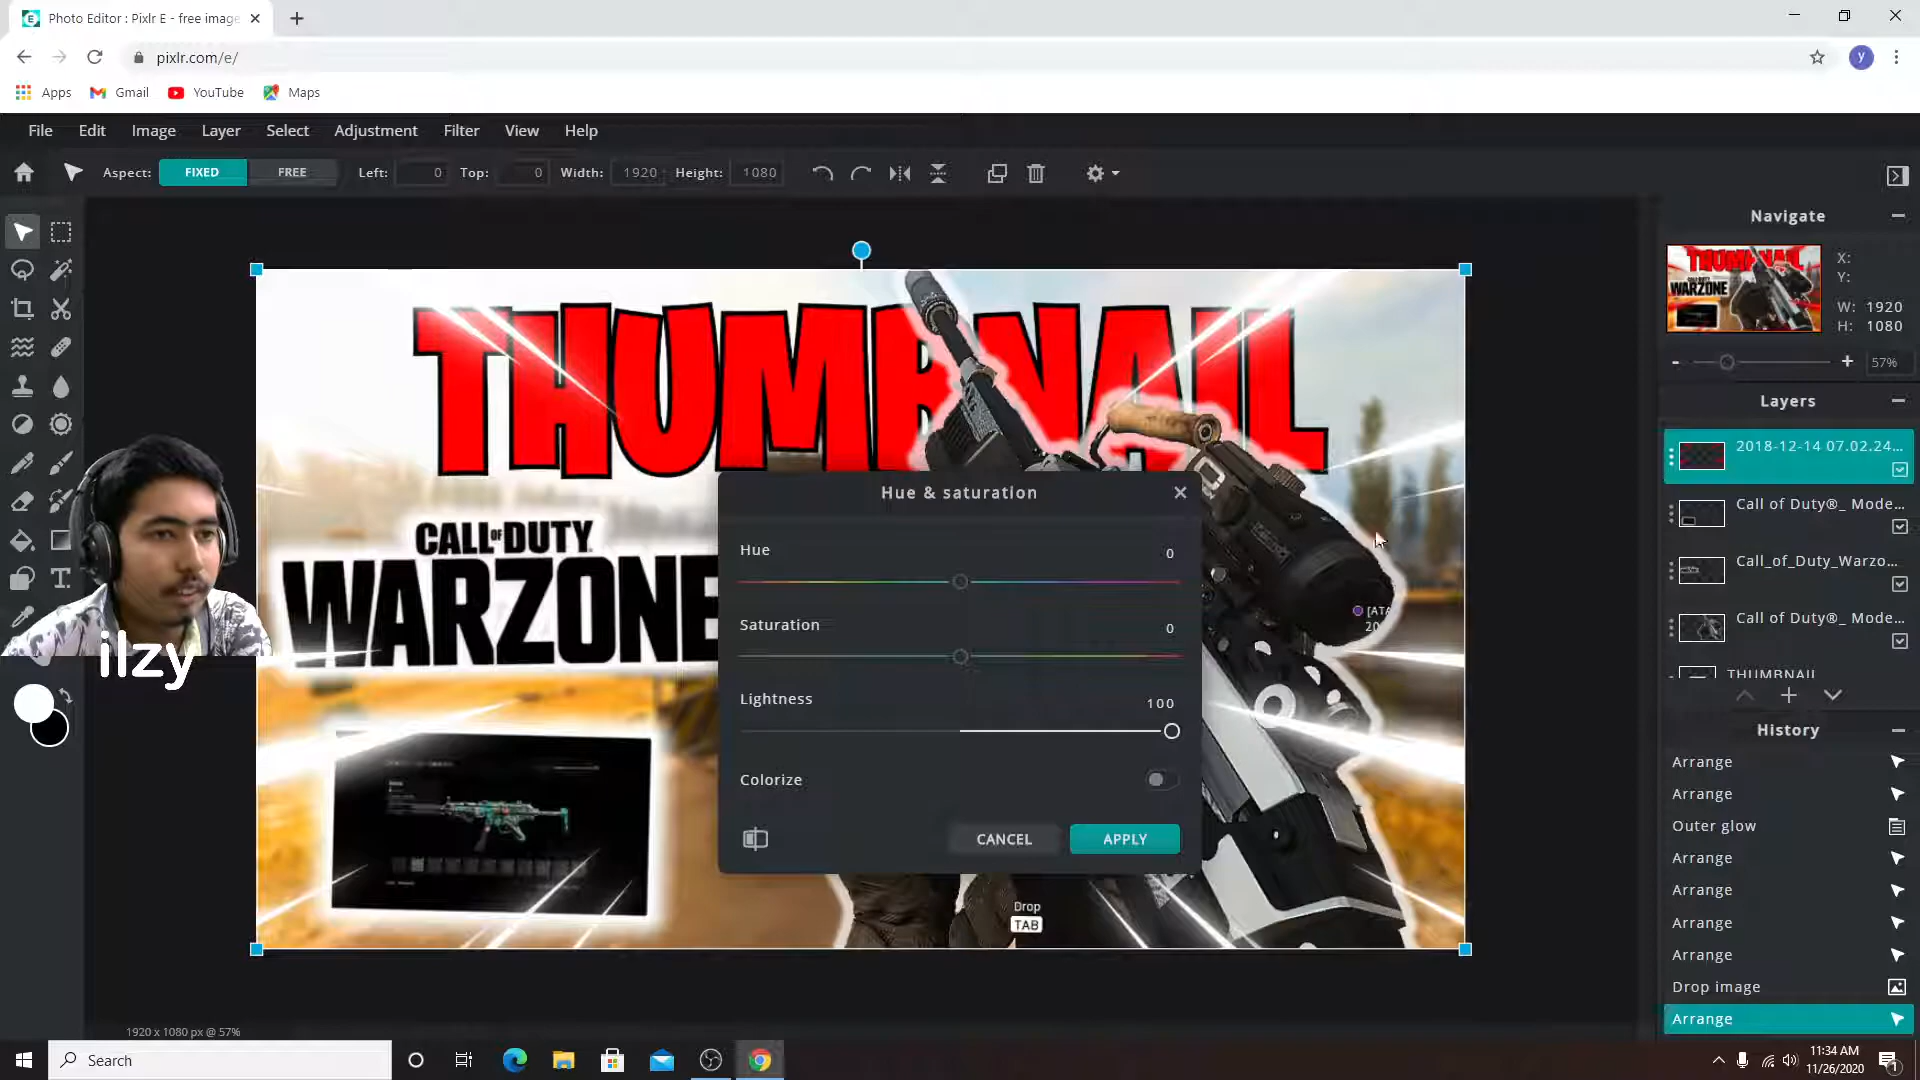 Photo Editor : Pixlr E - free image
pixlr.com/e/
y
Apps Gmail YouTube Maps
File Edit Image Layer Select Adjustment Filter View Help
Aspect: FIXED FREE Left: 0 Top: 0 Width: 1920 Height: 1080
Navigate
X:
Y:
W: 1920
H: 1080
57%
THUMBNAIL
CALL OF DUTY
WARZONE
ilzy
Layers
2018-12-14 07.02.24...
Call of Duty®_ Mode...
Call_of_Duty_Warzo...
Call of Duty®_ Mode...
THUMBNAIL
Hue & saturation
Hue 0
Saturation 0
Lightness 100
Colorize
CANCEL APPLY
[ATA
20
Drop
TAB
History
Arrange
Arrange
Outer glow
Arrange
Arrange
Arrange
Arrange
Drop image
Arrange
1920 x 1080 px @ 57%
Search
11:34 AM
11/26/2020
1